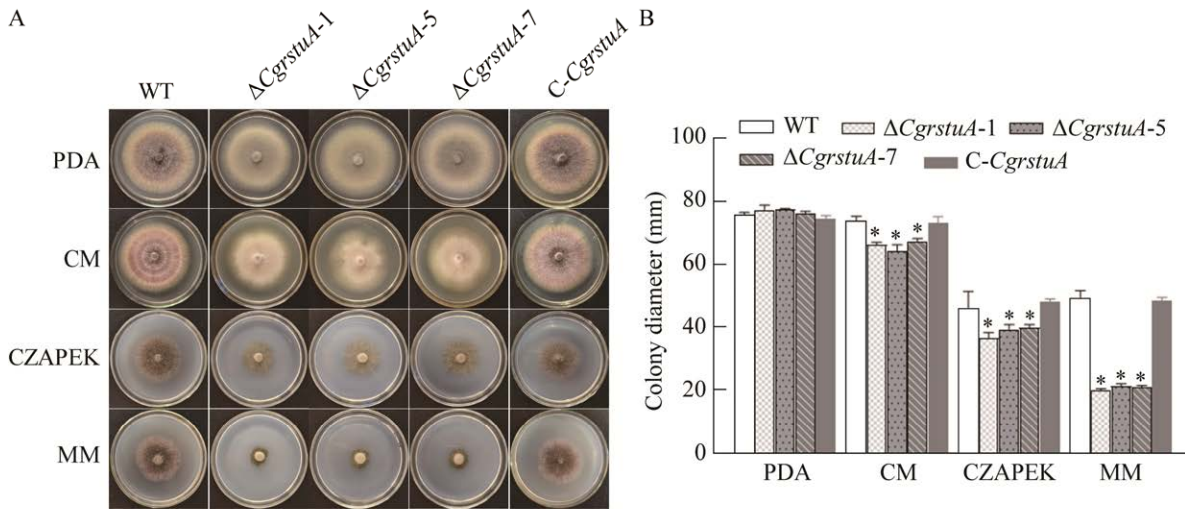 A
WT
ΔCgrstuA-1
ΔCgrstuA-5
ΔCgrstuA-7
C-CgrstuA
PDA
CM
CZAPEK
MM
B
Colony diameter (mm)
100
80
60
40
20
0
WT ΔCgrstuA-1 ΔCgrstuA-5
ΔCgrstuA-7 C-CgrstuA
* * *
* * *
* * *
PDA CM CZAPEK MM